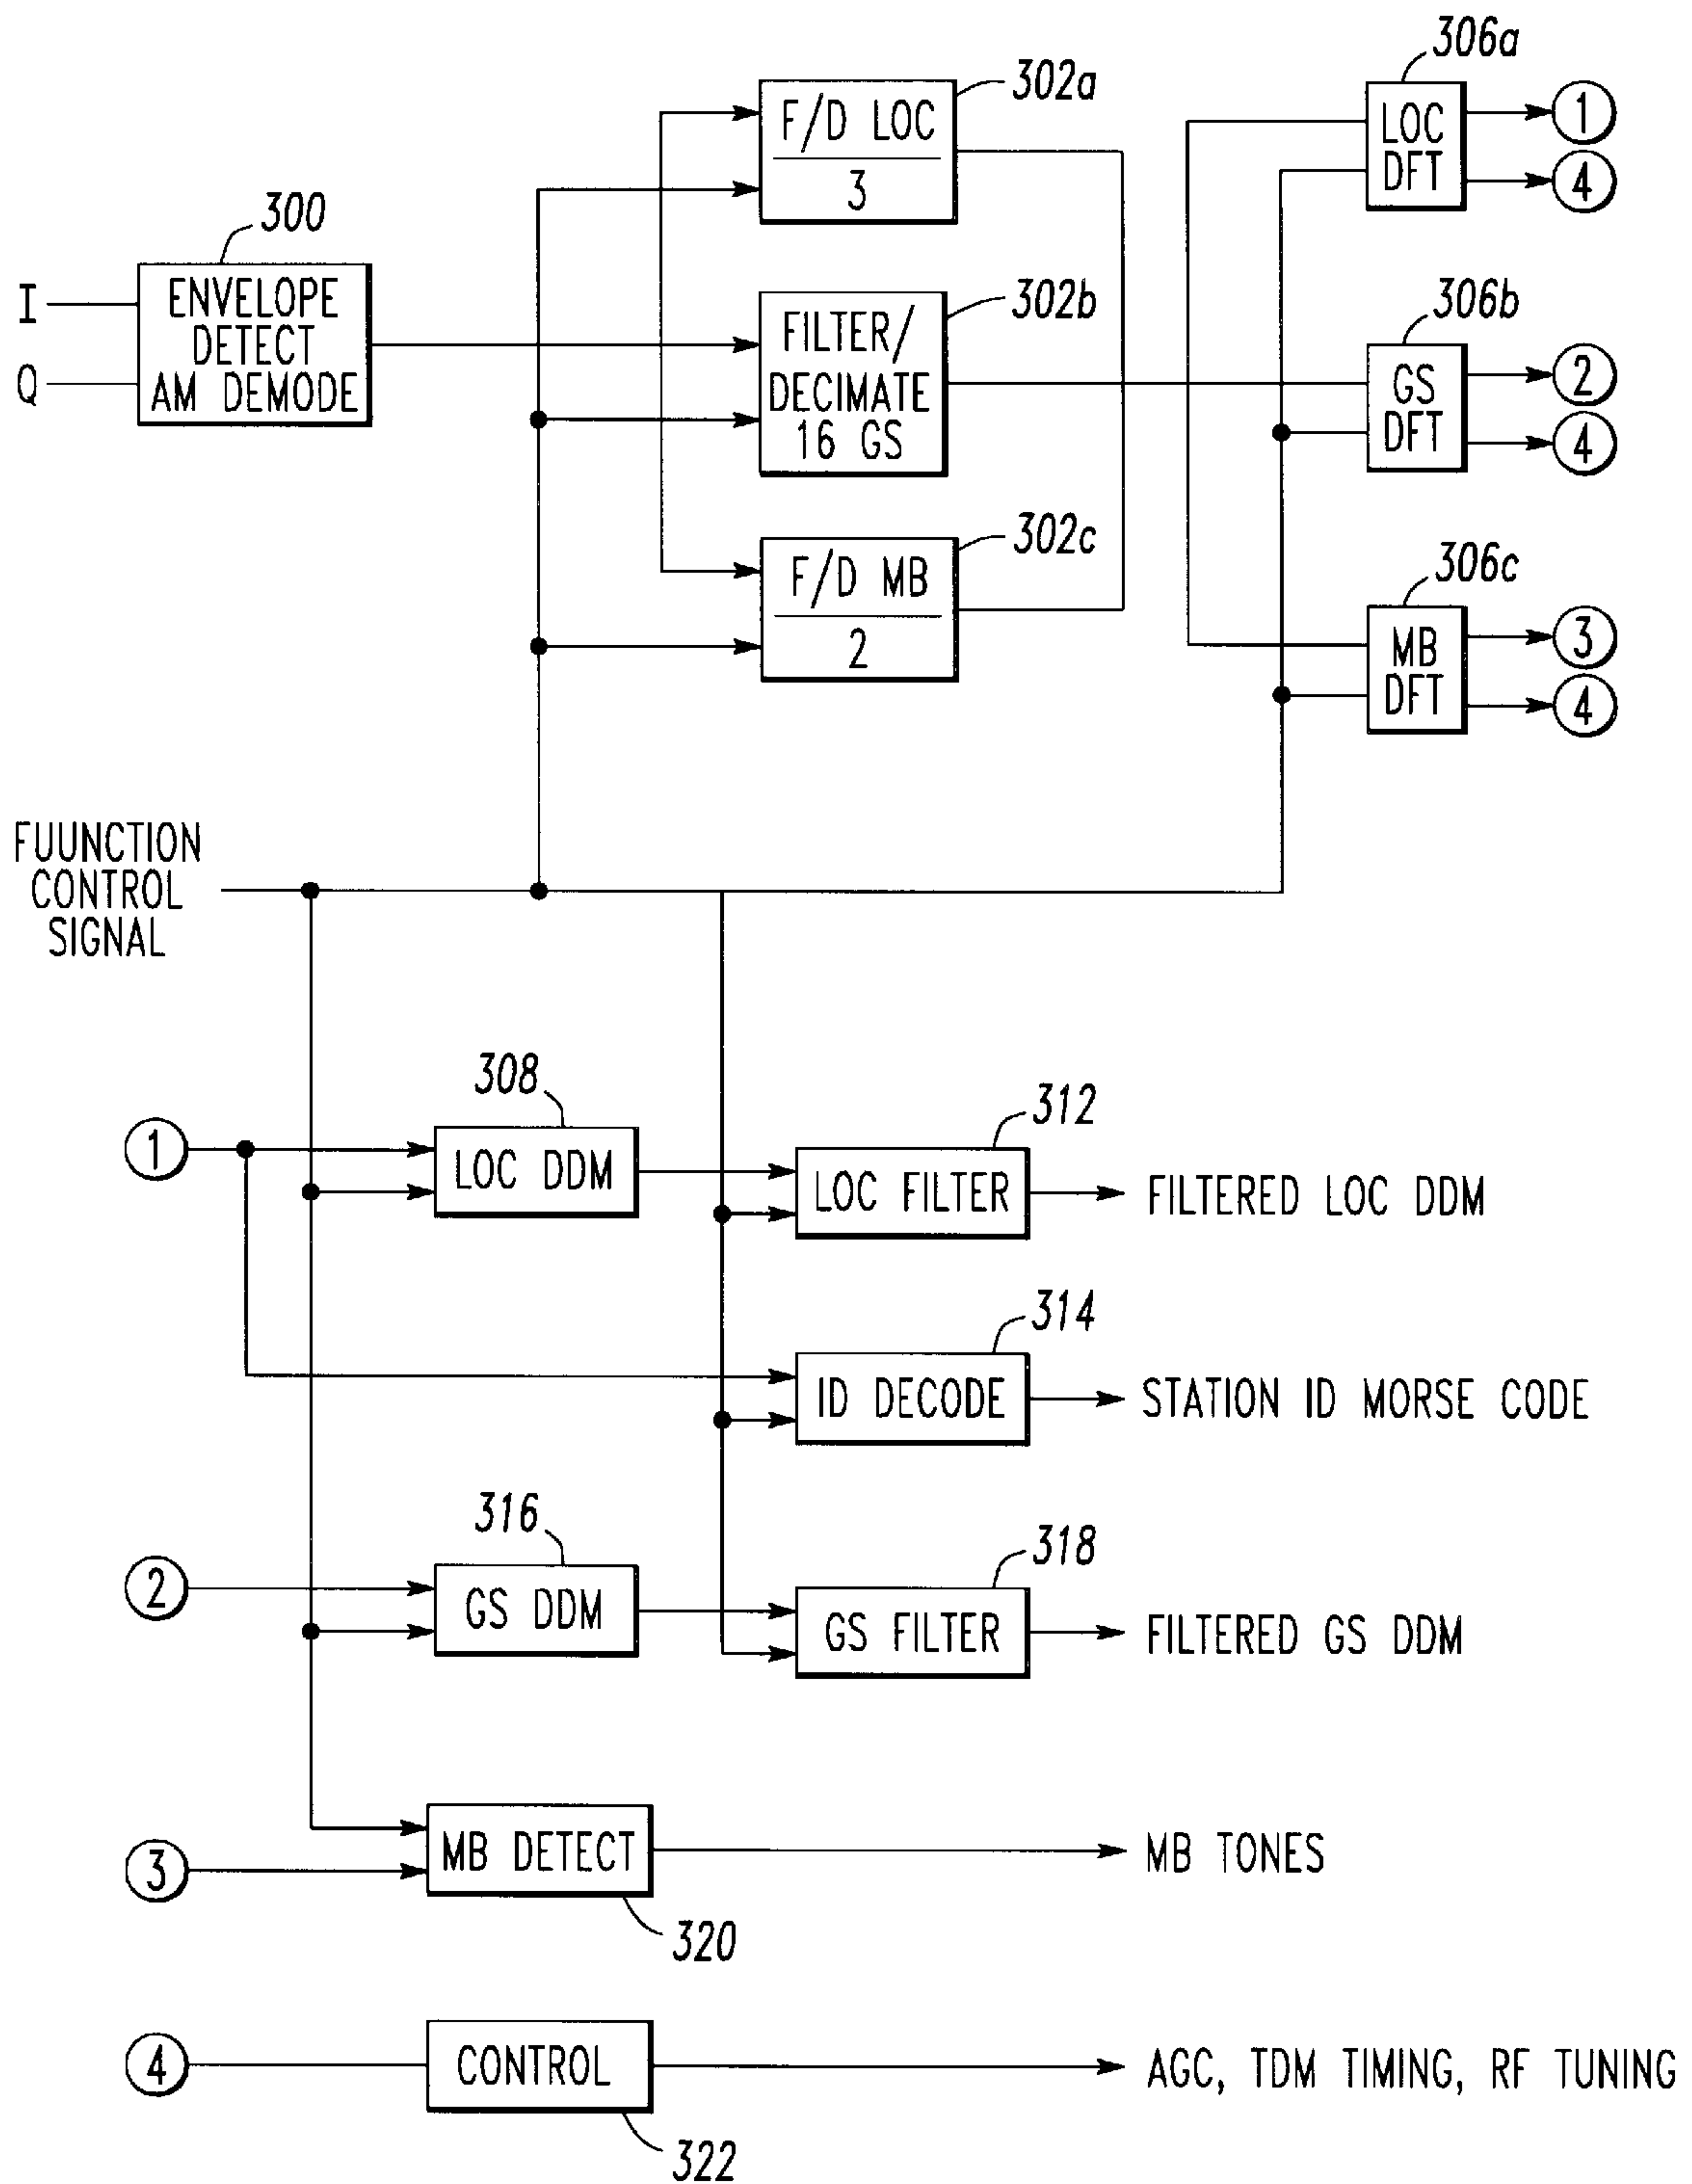 306a
302a
F/D LOC
3
LOC
DFT
1
4
300
I
Q
ENVELOPE
DETECT
AM DEMODE
302b
FILTER/
DECIMATE
16 GS
306b
GS
DFT
2
4
302c
F/D MB
2
306c
MB
DFT
3
4
FUUNCTION
CONTROL
SIGNAL
308
1
LOC DDM
312
LOC FILTER
FILTERED LOC DDM
314
ID DECODE
STATION ID MORSE CODE
316
2
GS DDM
318
GS FILTER
FILTERED GS DDM
3
MB DETECT
MB TONES
320
4
CONTROL
AGC, TDM TIMING, RF TUNING
322